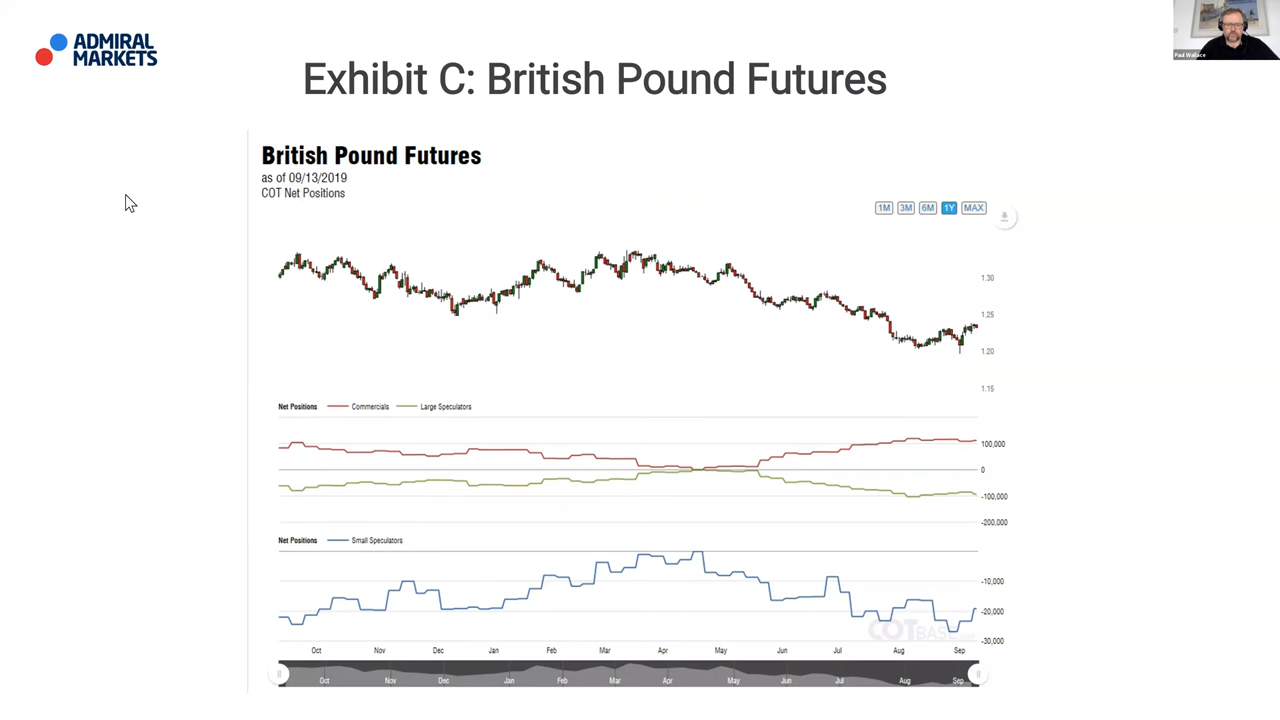 ADMIRAL
MARKETS
Paul Wallace
Exhibit C: British Pound Futures
British Pound Futures
as of 09/13/2019
COT Net Positions
1M 3M 6M 1Y MAX
1.30
1.25
1.20
1.15
Net Positions Commercials Large Speculators
100,000
0
-100,000
-200,000
Net Positions Small Speculators
-10,000
-20,000
COTBASE
-30,000
Oct Nov Dec Jan Feb Mar Apr May Jun Jul Aug Sep
Oct Nov Dec Jan Feb Mar Apr May Jun Jul Aug Sep